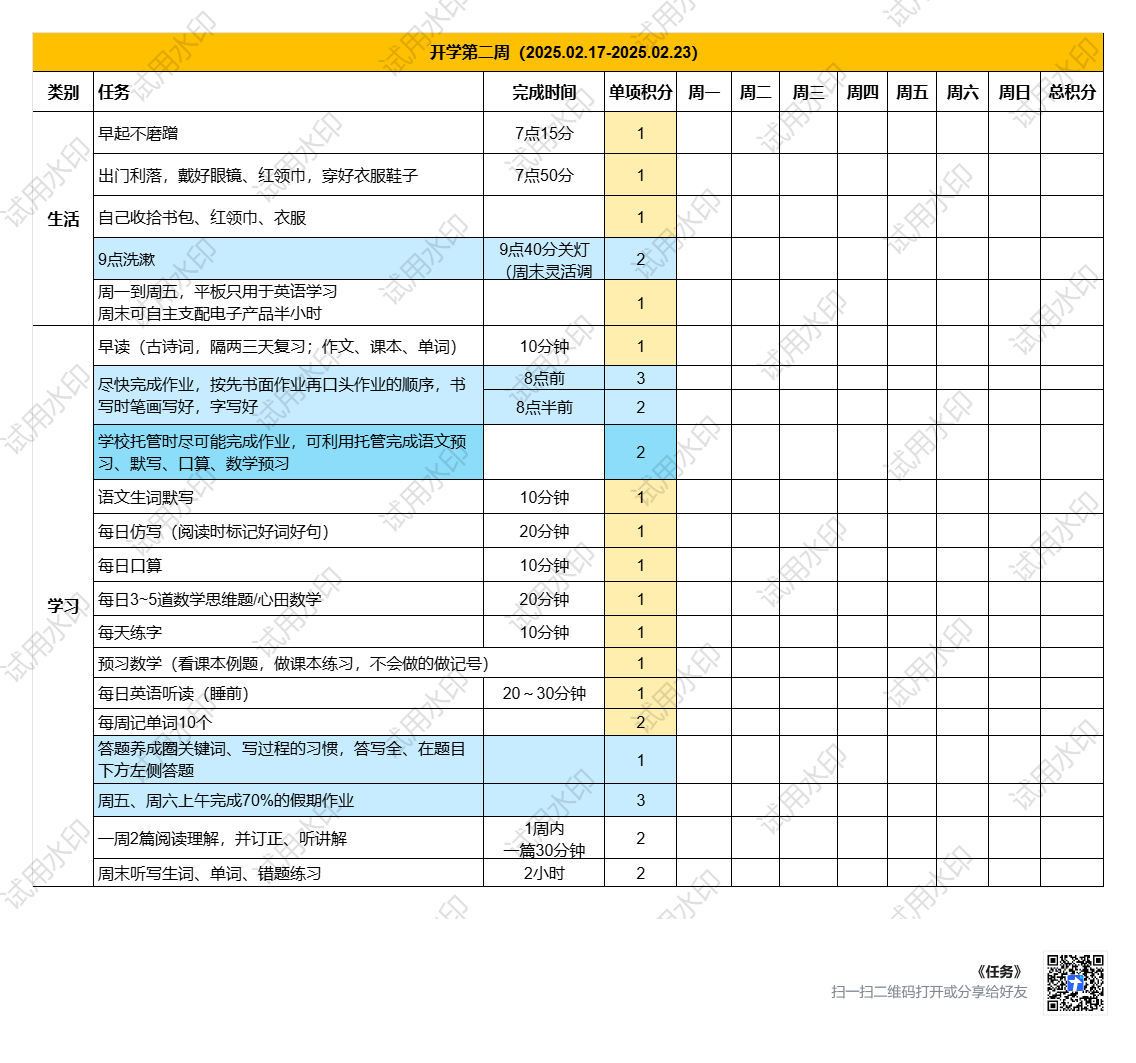 开学第二周（2025.02.17-2025.02.23）
类别 任务 完成时间 单项积分 周一 周二 周三 周四 周五 周六 周日 总积分
生活
早起不磨蹭 7点15分 1
出门利落，戴好眼镜、红领巾，穿好衣服鞋子 7点50分 1
自己收拾书包、红领巾、衣服 1
9点洗漱 9点40分关灯 2
（周末灵活调
周一到周五，平板只用于英语学习
周末可自主支配电子产品半小时 1
学习
早读（古诗词，隔两三天复习；作文、课本、单词） 10分钟 1
尽快完成作业，按先书面作业再口头作业的顺序，书 8点前 3
写时笔画写好，字写好 8点半前 2
学校托管时尽可能完成作业，可利用托管完成语文预
习、默写、口算、数学预习 2
语文生词默写 10分钟 1
每日仿写（阅读时标记好词好句） 20分钟 1
每日口算 10分钟 1
每日3~5道数学思维题/心田数学 20分钟 1
每天练字 10分钟 1
预习数学（看课本例题，做课本练习，不会做的做记号） 1
每日英语听读（睡前） 20～30分钟 1
每周记单词10个 2
答题养成圈关键词、写过程的习惯，答写全、在题目
下方左侧答题 1
周五、周六上午完成70%的假期作业 3
一周2篇阅读理解，并订正、听讲解 1周内 2
一篇30分钟
周末听写生词、单词、错题练习 2小时 2
《任务》
扫一扫二维码打开或分享给好友
试用水印